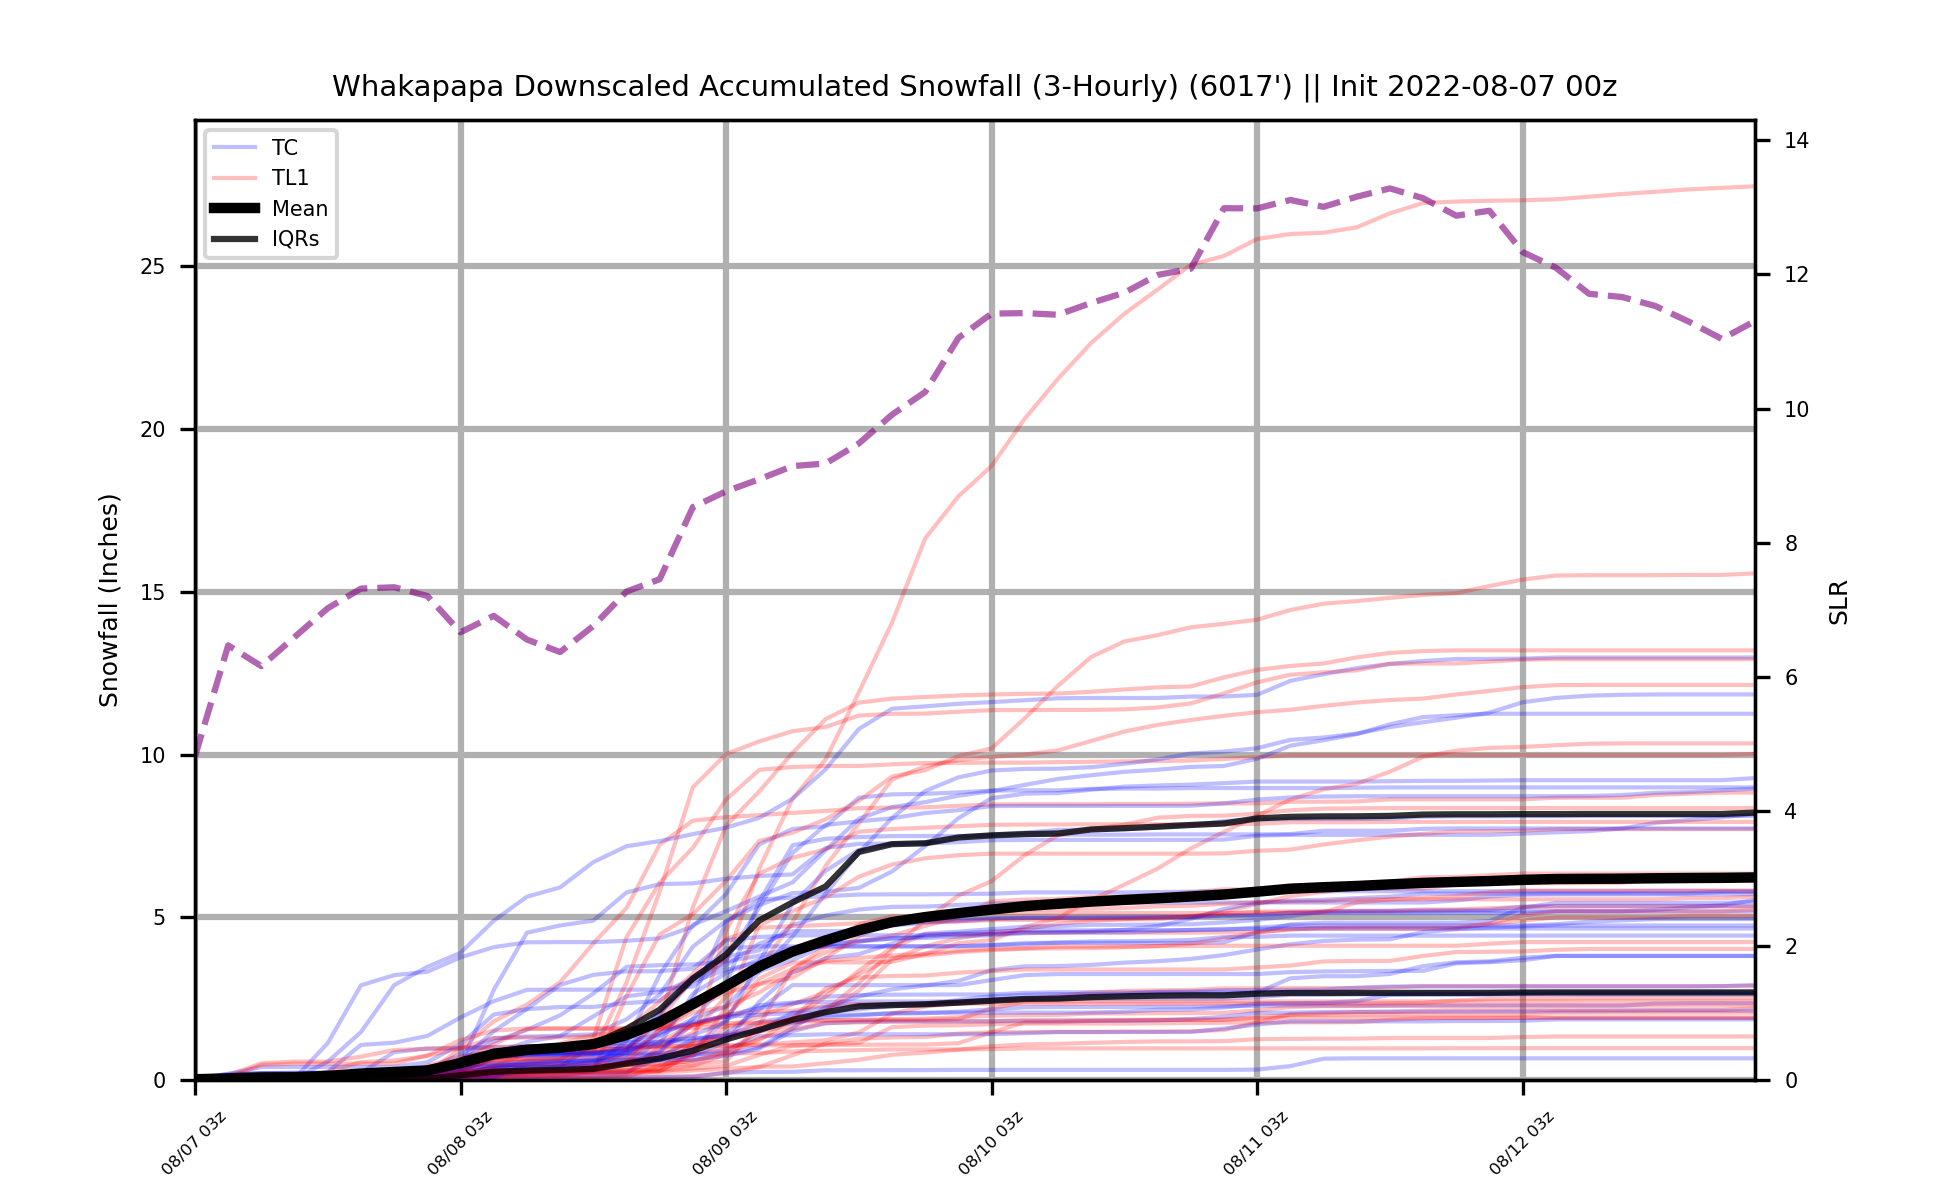 Whakapapa Downscaled Accumulated Snowfall (3-Hourly) (6017') || Init 2022-08-07 00z
TC
TL1
Mean
IQRs
Snowfall (Inches)
25
20
15
10
5
0
14
12
10
8
6
4
2
0
SLR
08/07 03z
08/08 03z
08/09 03z
08/10 03z
08/11 03z
08/12 03z